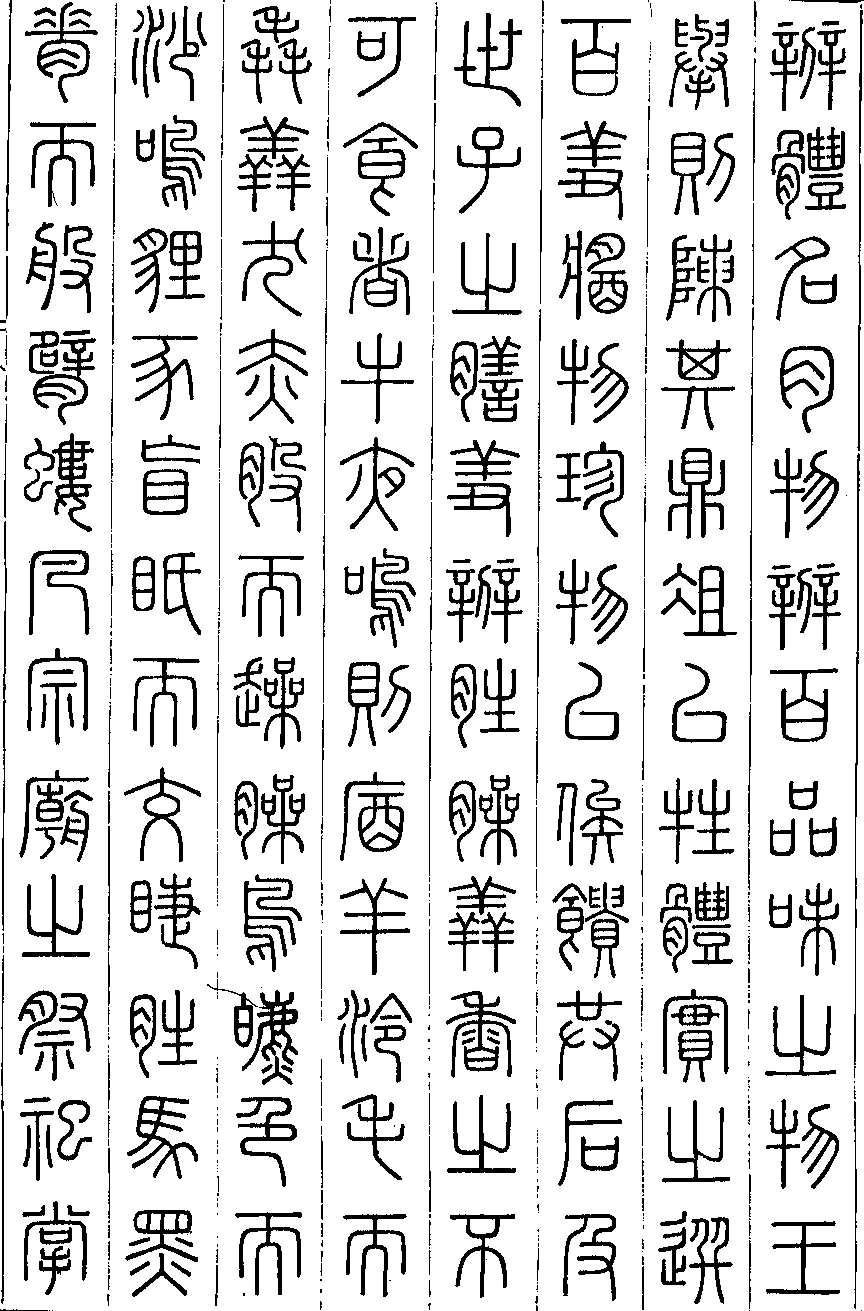 辨體名肉物辨百品味之物王
舉則陳其鼎俎以牲體實之選
百羞醬物珍物以俟饋共后及
世子之膳羞辨腥臊羴香之不
可食者牛夜鳴則庮羊泠毛而
毳羴犬赤股而躁臊鳥皫色而
沙鳴貍豕盲眡而交睫腥馬黑
脊而般臂螻凡宗廟之祭祀掌